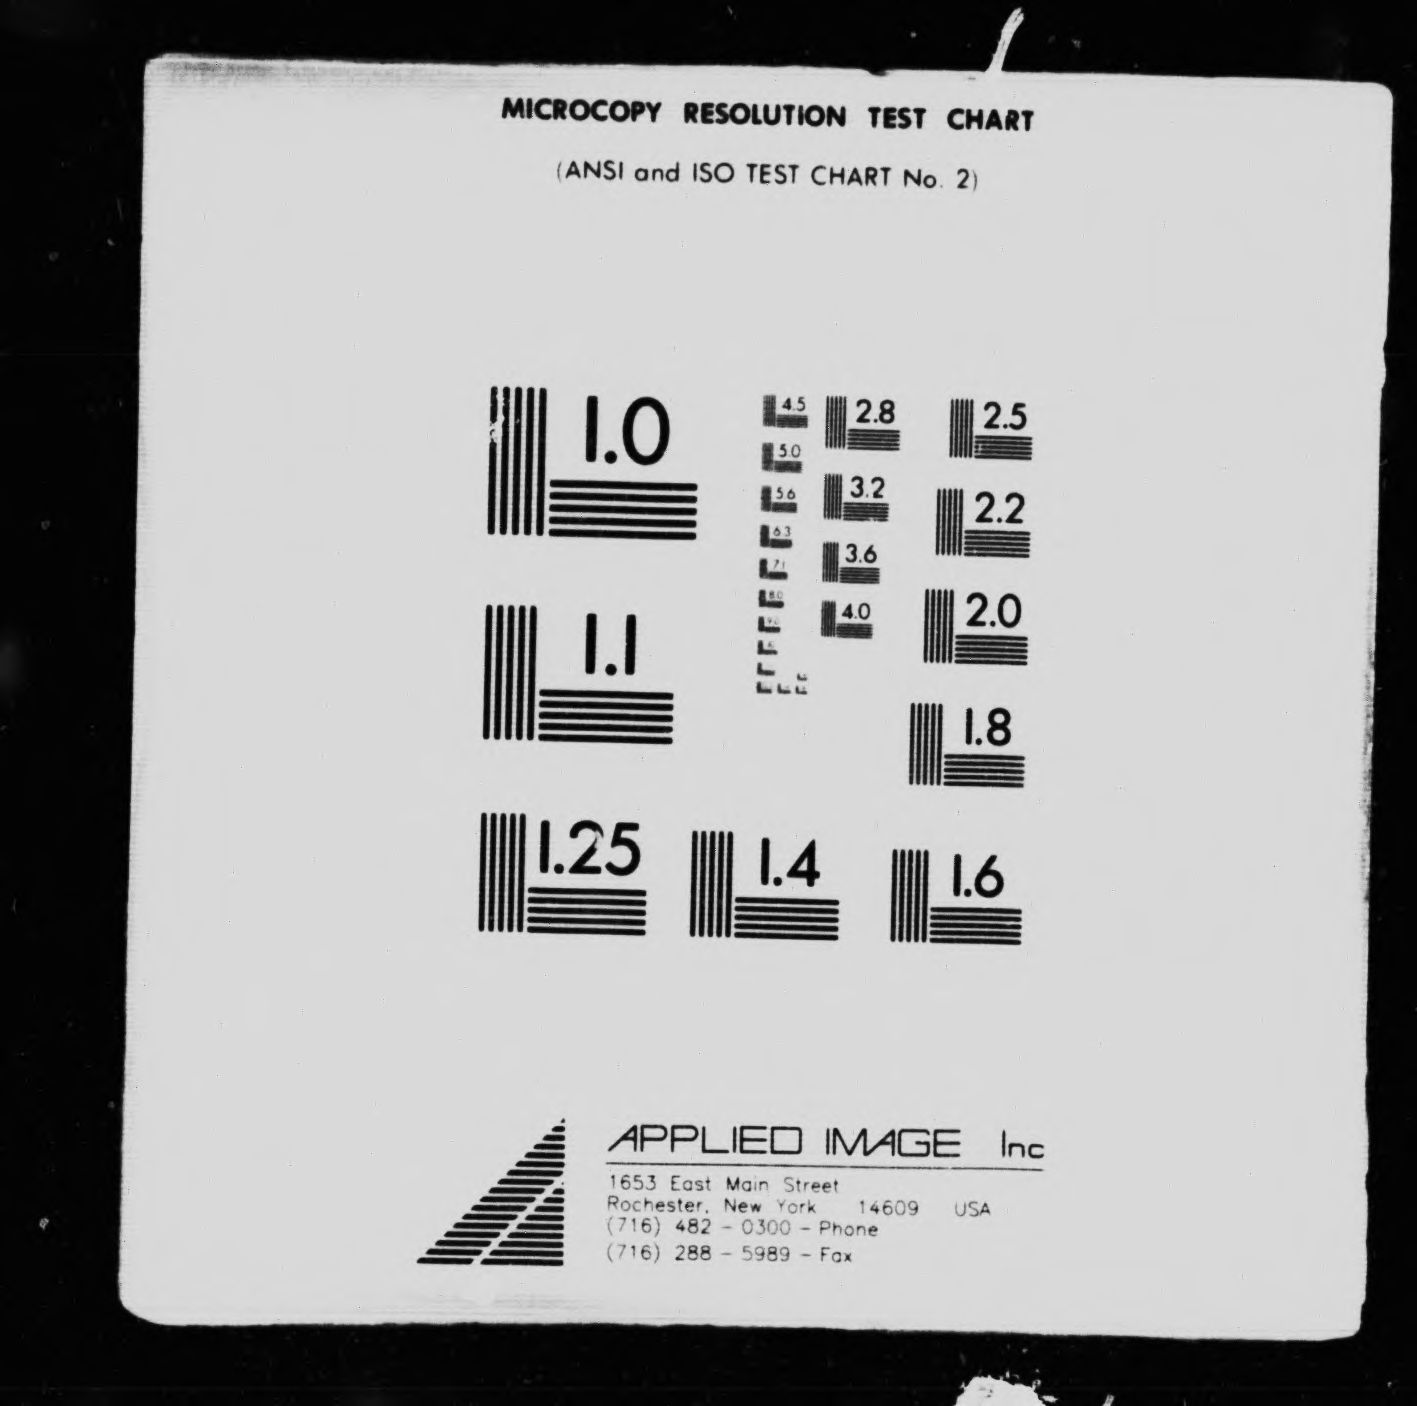 MICROCOPY RESOLUTION TEST CHART
(ANSI and ISO TEST CHART No. 2)
1.0
4.5
2.8
2.5
5.0
3.2
2.2
5.6
6.3
3.6
7.1
2.0
8.0
4.0
1.1
1.8
1.25
1.4
1.6
APPLIED IMAGE Inc
1653 East Main Street
Rochester, New York 14609 USA
(716) 482 - 0300 - Phone
(716) 288 - 5989 - Fax